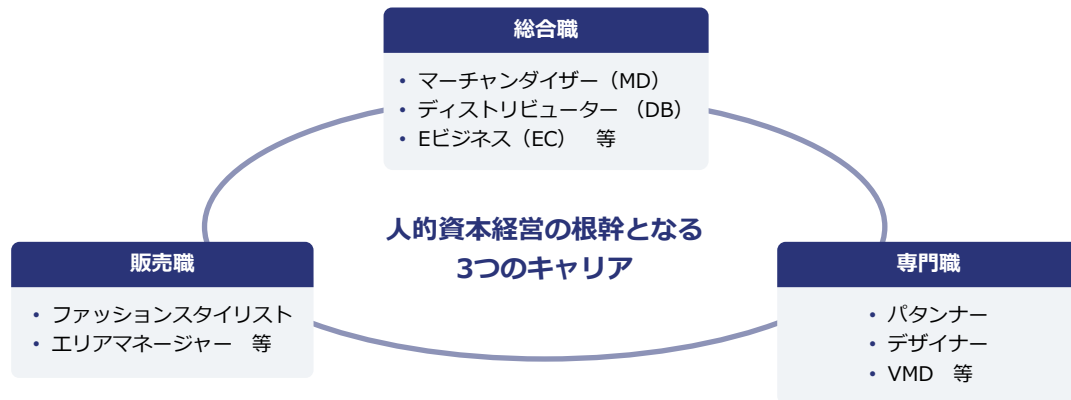 総合職
• マーチャンダイザー（MD）
• ディストリビューター （DB）
• Eビジネス（EC）　等
人的資本経営の根幹となる
3つのキャリア
販売職
• ファッションスタイリスト
• エリアマネージャー　等
専門職
• パタンナー
• デザイナー
• VMD　等